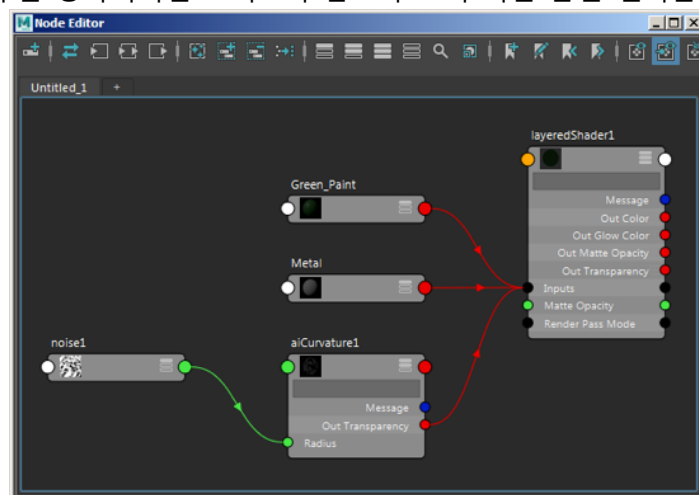 Node Editor
Untitled_1 +
layeredShader1
Message
Out Color
Out Glow Color
Out Matte Opacity
Out Transparency
Inputs
Matte Opacity
Render Pass Mode
Green_Paint
Metal
noise1
aiCurvature1
Message
Out Transparency
Radius